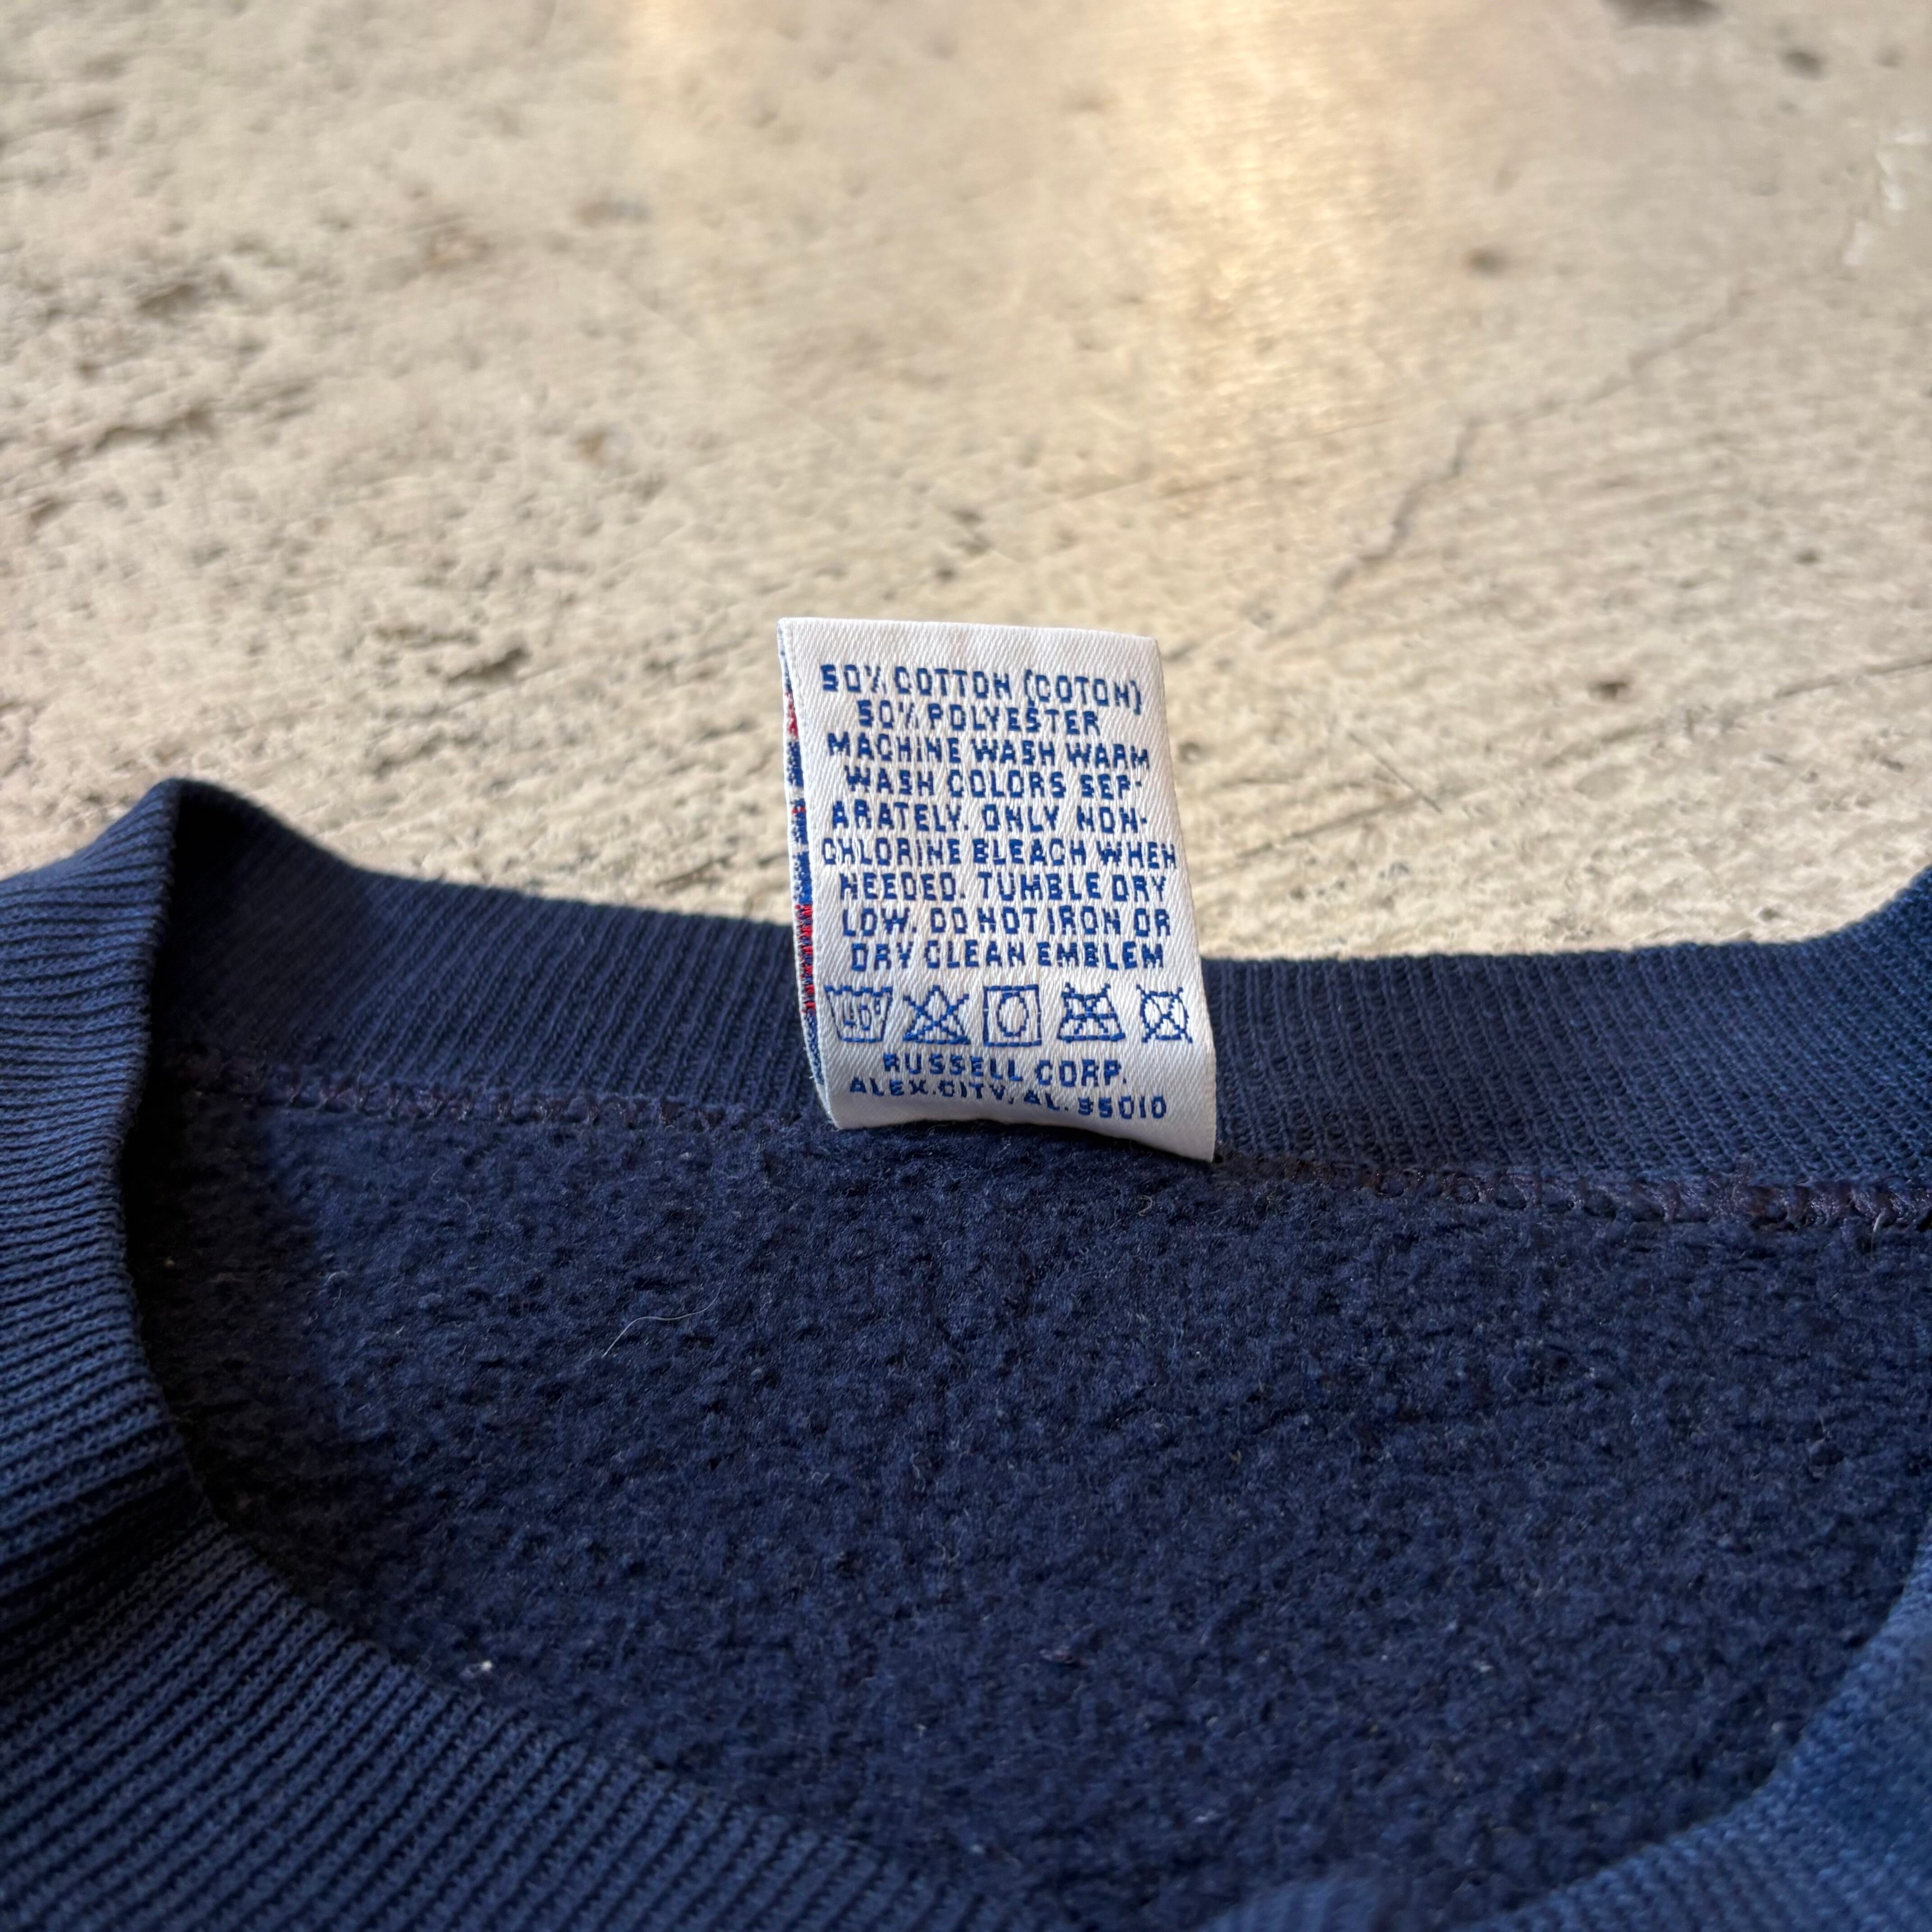 50% COTTON (COTON)
50% POLYESTER
MACHINE WASH WARM
WASH COLORS SEP-
ARATELY. ONLY NON-
CHLORINE BLEACH WHEN
NEEDED. TUMBLE DRY
LOW. DO NOT IRON OR
DRY CLEAN EMBLEM
40°
RUSSELL CORP.
ALEX.CITY, AL. 35010